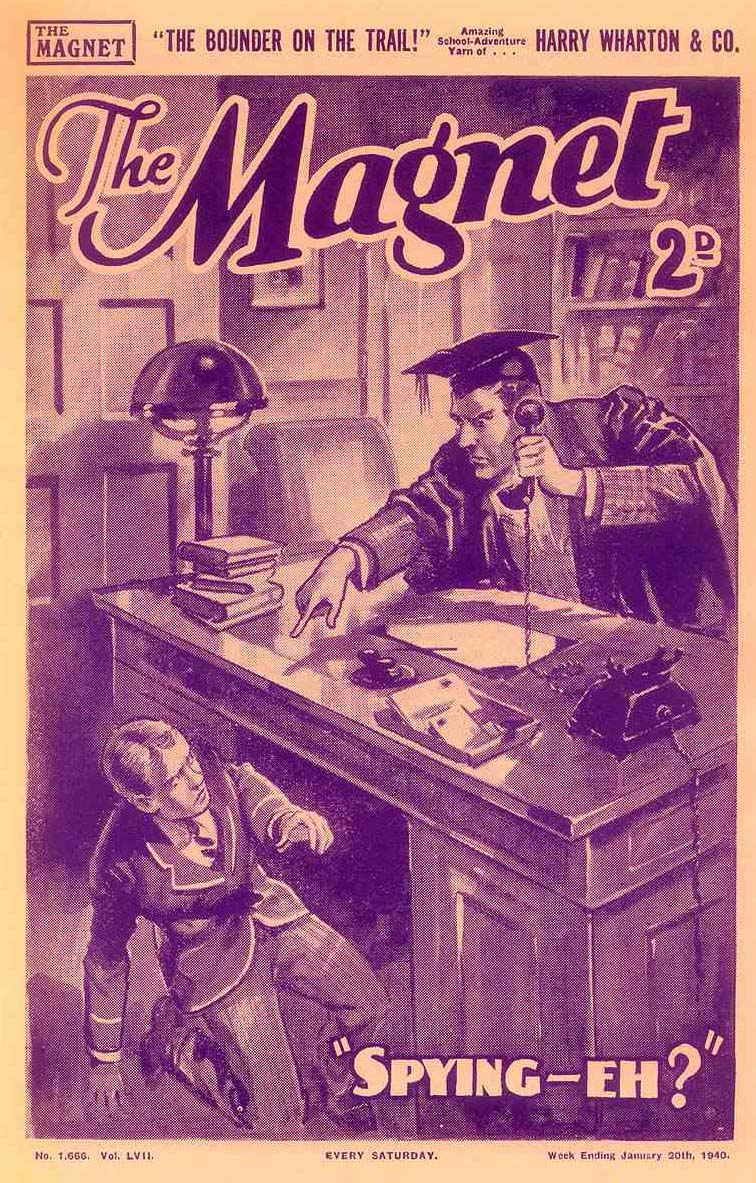 THE
MAGNET
"THE BOUNDER ON THE TRAIL!"
Amazing
School-Adventure
Yarn of . . .
HARRY WHARTON & CO.
The Magnet
2D
"SPYING—EH?"
No. 1,666. Vol. LVII.
EVERY SATURDAY.
Week Ending January 20th, 1940.